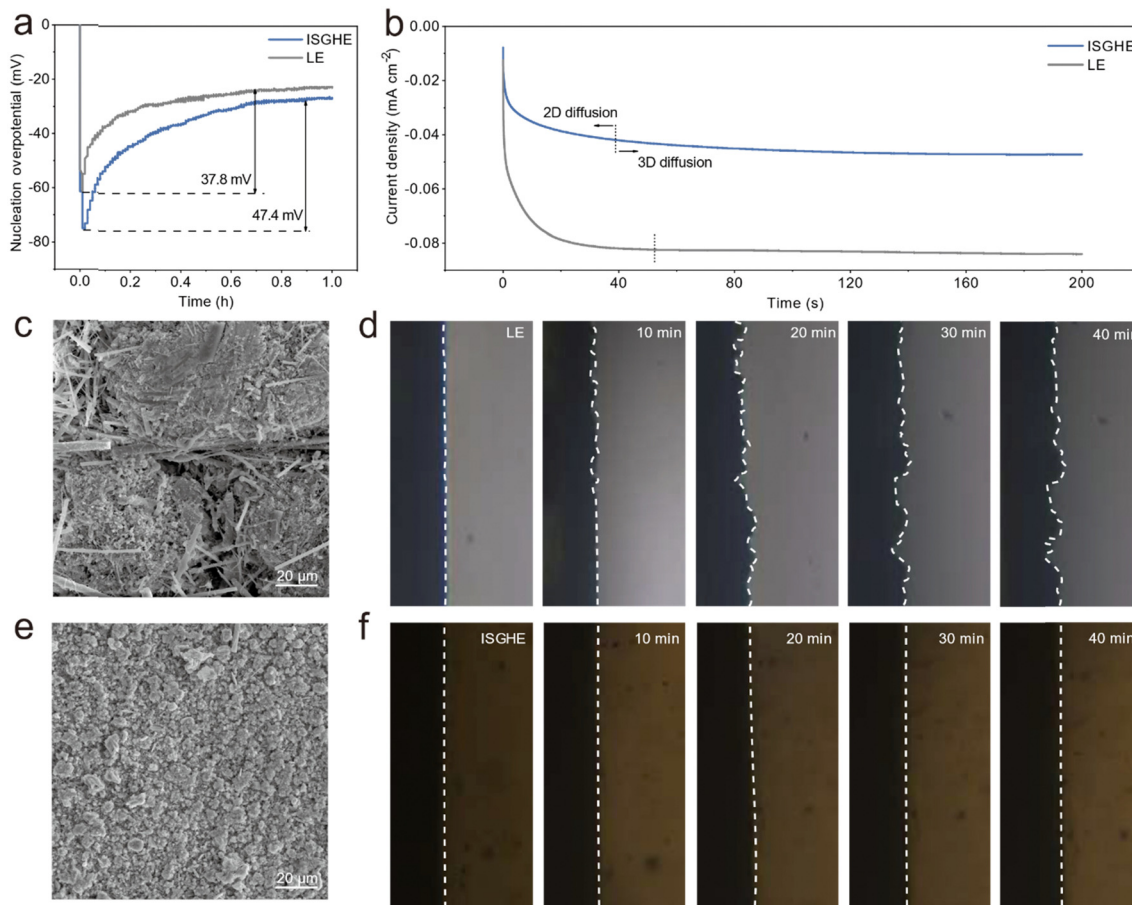 a
ISGHE
LE
Nucleation overpotential (mV)
0
-20
-40
-60
-80
37.8 mV
47.4 mV
0.0
0.2
0.4
0.6
0.8
1.0
Time (h)
b
ISGHE
LE
Current density (mA cm⁻²)
0.00
-0.02
-0.04
-0.06
-0.08
2D diffusion
3D diffusion
0
40
80
120
160
200
Time (s)
c
20 µm
d
LE
10 min
20 min
30 min
40 min
e
20 µm
f
ISGHE
10 min
20 min
30 min
40 min